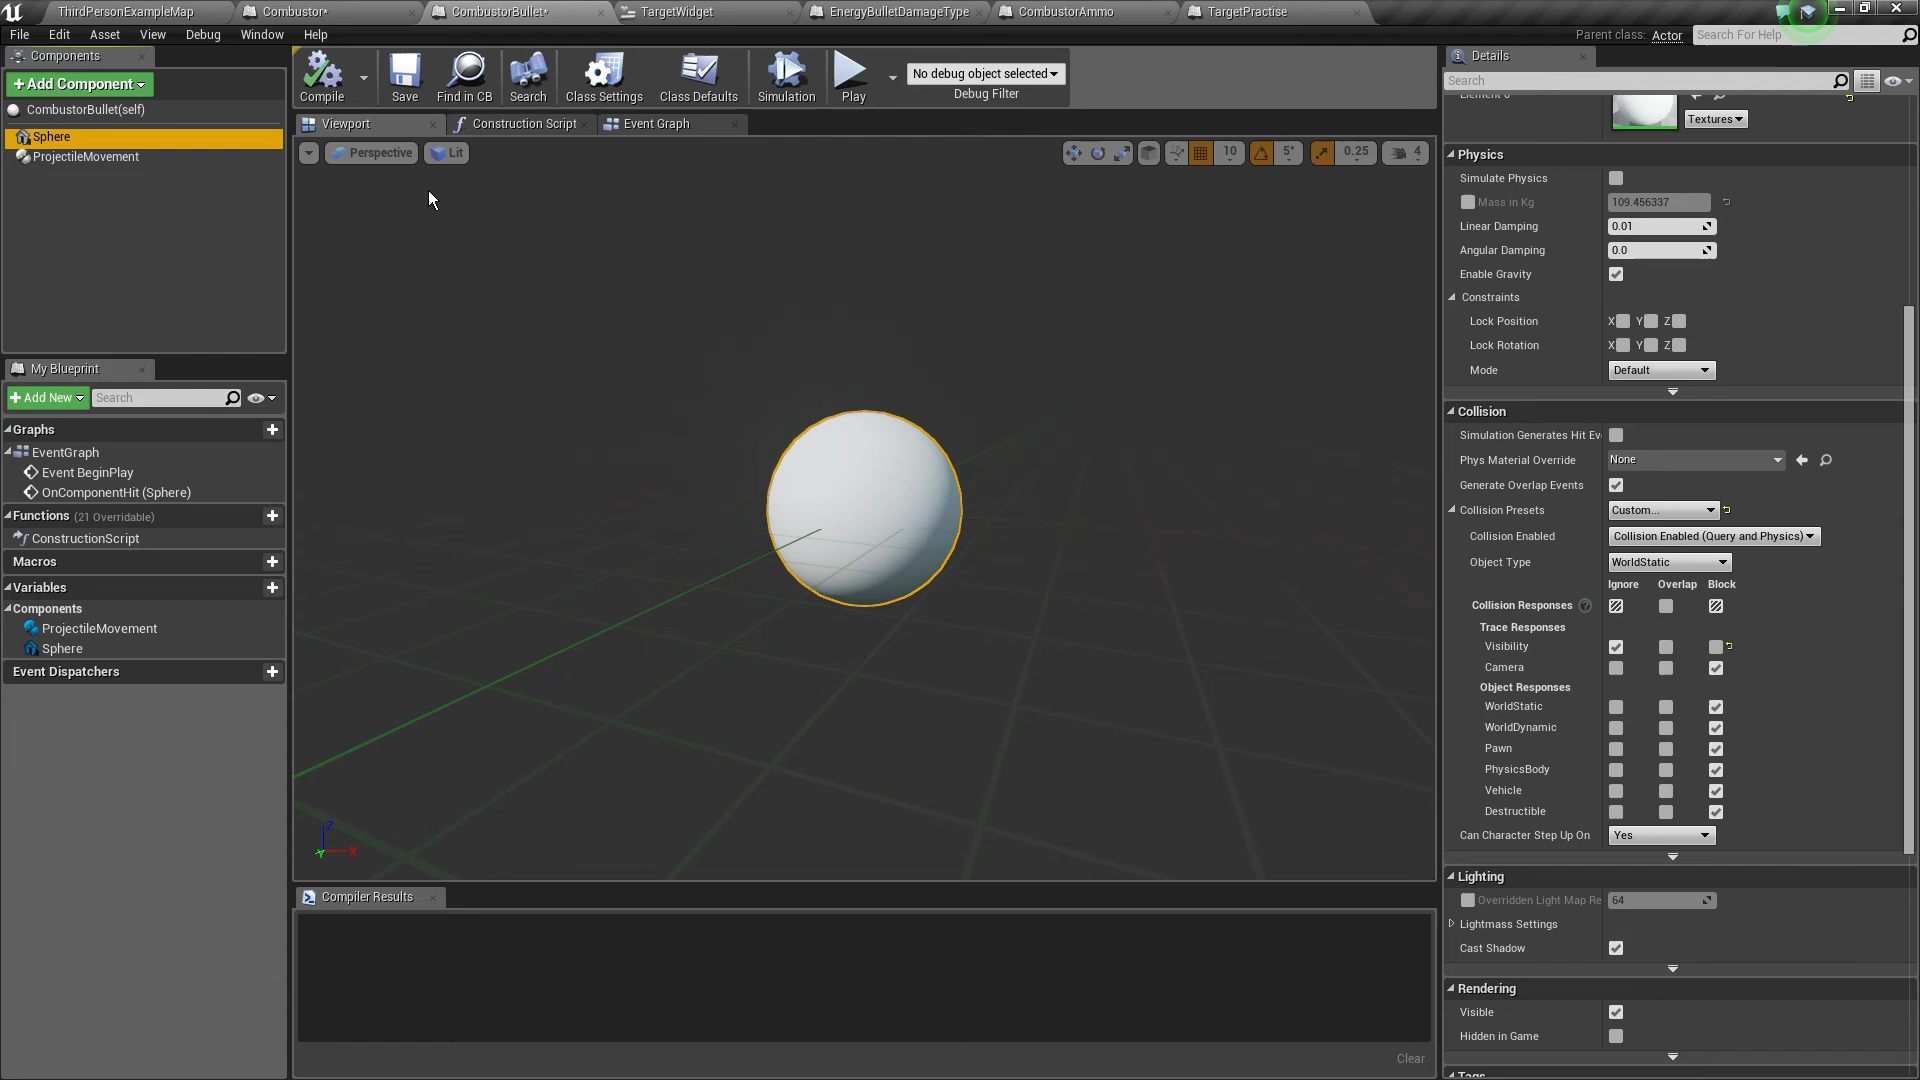 ThirdPersonExampleMap
Combustor*
CombustorBullet*
TargetWidget
EnergyBulletDamageType
CombustorAmmo
TargetPractise
File Edit Asset View Debug Window Help
Parent class: Actor
Search For Help
Components
+Add Component
CombustorBullet(self)
Sphere
ProjectileMovement
Compile
Save
Find in CB
Search
Class Settings
Class Defaults
Simulation
Play
No debug object selected
Debug Filter
Viewport
Construction Script
Event Graph
Perspective
Lit
10
5°
0.25
4
Z
X
Y
My Blueprint
+Add New
Search
Graphs
EventGraph
Event BeginPlay
OnComponentHit (Sphere)
Functions (21 Overridable)
ConstructionScript
Macros
Variables
Components
ProjectileMovement
Sphere
Event Dispatchers
Compiler Results
Clear
Details
Search
Textures
Physics
Simulate Physics
Mass in Kg 109.456337
Linear Damping 0.01
Angular Damping 0.0
Enable Gravity
Constraints
Lock Position X Y Z
Lock Rotation X Y Z
Mode Default
Collision
Simulation Generates Hit Ev
Phys Material Override None
Generate Overlap Events
Collision Presets Custom...
Collision Enabled Collision Enabled (Query and Physics)
Object Type WorldStatic
Ignore Overlap Block
Collision Responses ?
Trace Responses
Visibility
Camera
Object Responses
WorldStatic
WorldDynamic
Pawn
PhysicsBody
Vehicle
Destructible
Can Character Step Up On Yes
Lighting
Overridden Light Map Re 64
Lightmass Settings
Cast Shadow
Rendering
Visible
Hidden in Game
Tags